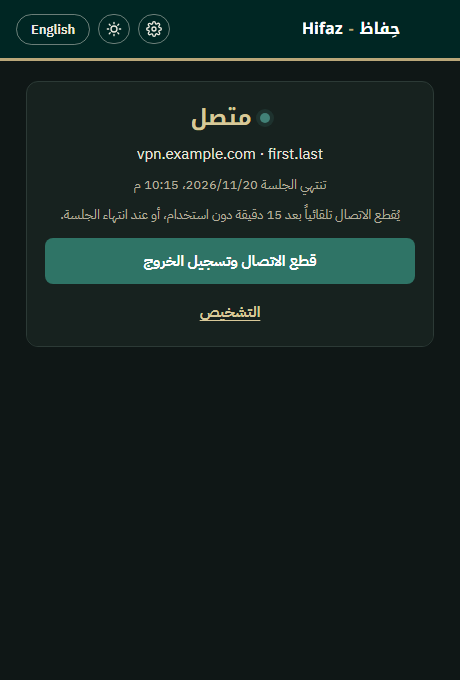 حِفاظ - Hifaz
English
متصل
vpn.example.com · first.last
تنتهي الجلسة 2026/11/20، 10:15 م
يُقطع الاتصال تلقائياً بعد 15 دقيقة دون استخدام، أو عند انتهاء الجلسة.
قطع الاتصال وتسجيل الخروج
التشخيص